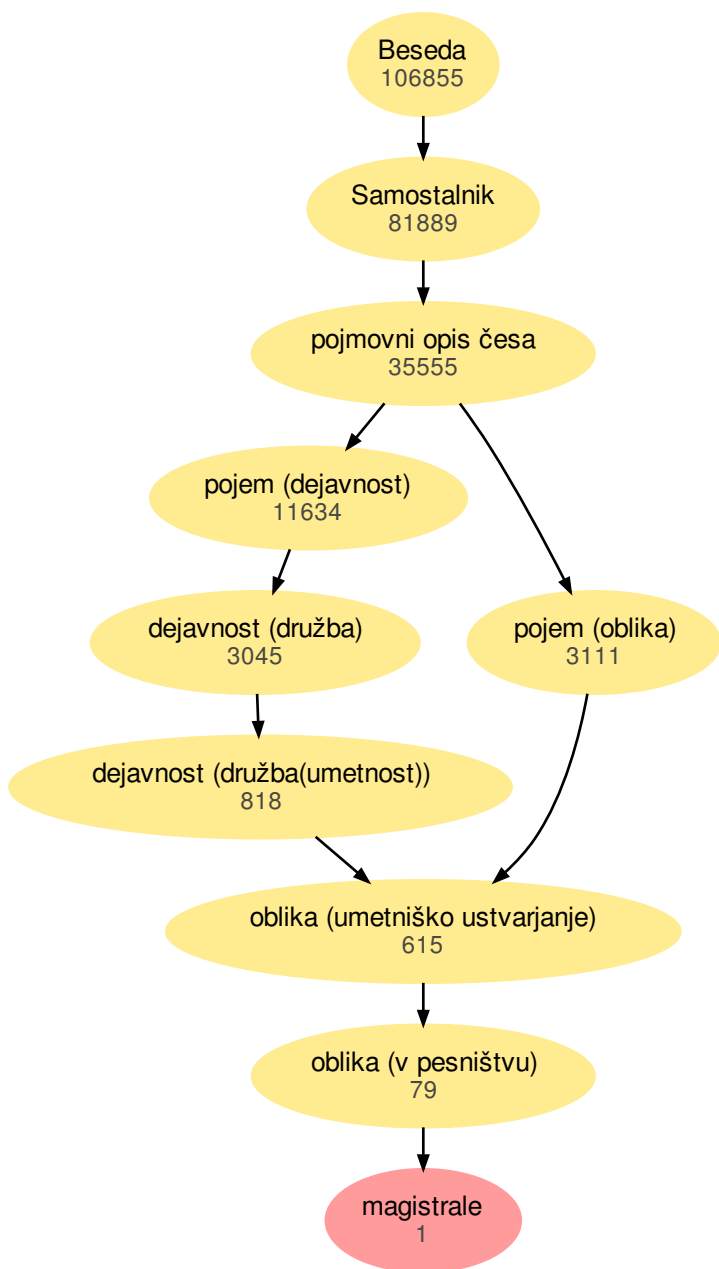 Beseda
106855
Samostalnik
81889
pojmovni opis česa
35555
pojem (dejavnost)
11634
dejavnost (družba)
3045
pojem (oblika)
3111
dejavnost (družba(umetnost))
818
oblika (umetniško ustvarjanje)
615
oblika (v pesništvu)
79
magistrale
1